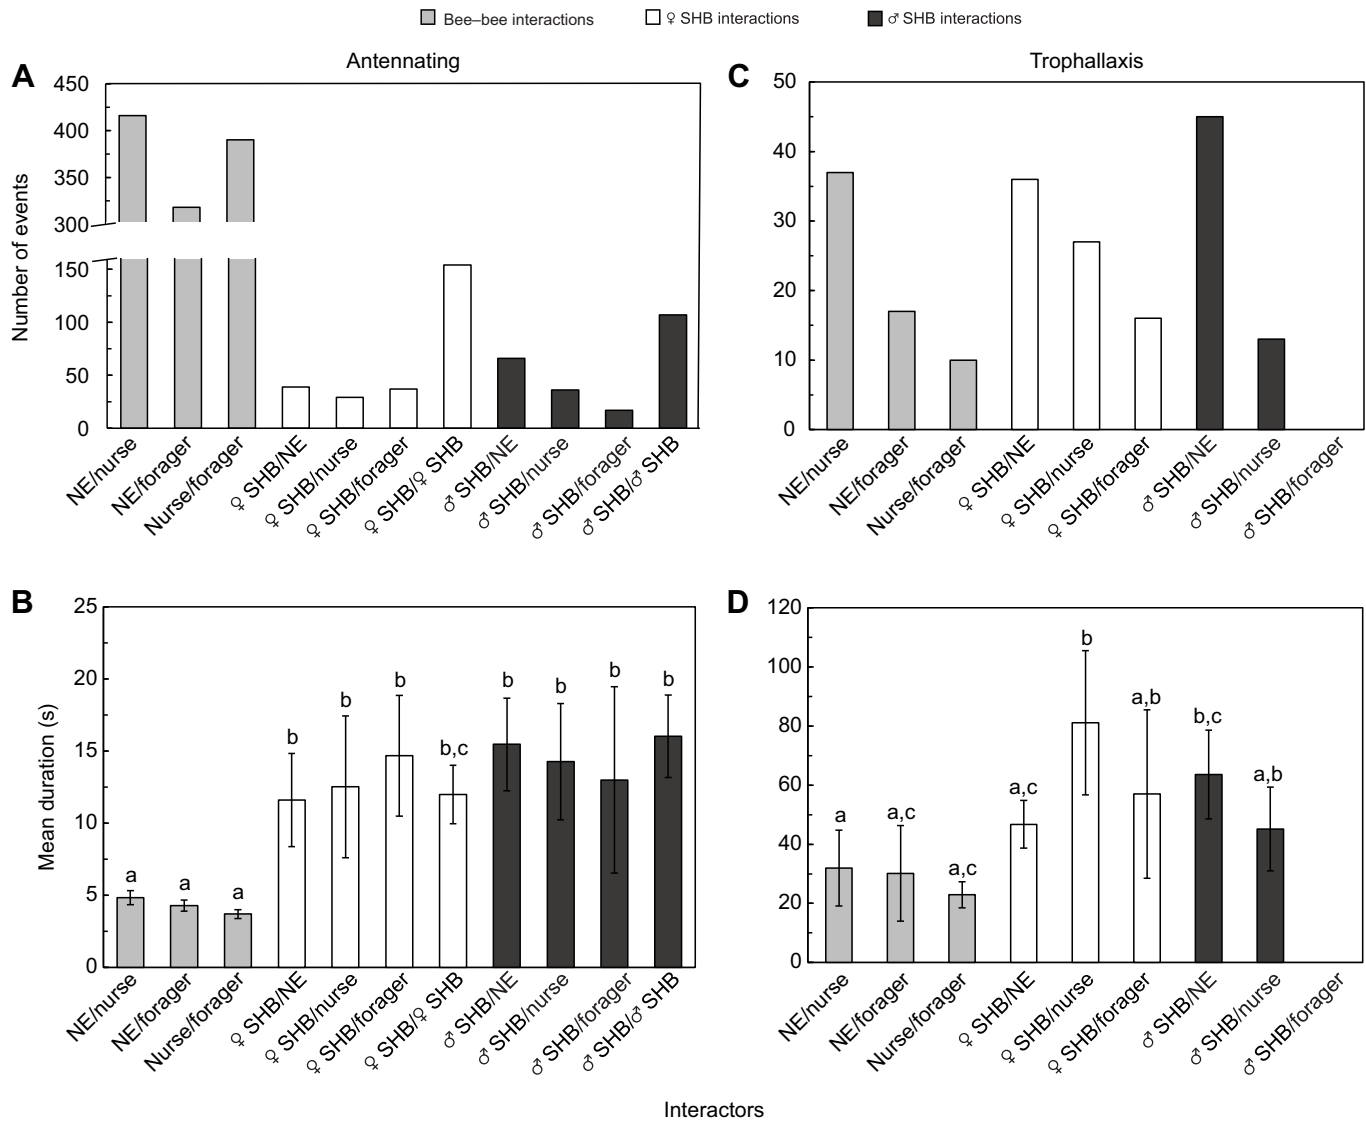 Bee–bee interactions
♀ SHB interactions
♂ SHB interactions
A
Antennating
Number of events
450
400
350
300
150
100
50
0
NE/nurse
NE/forager
Nurse/forager
♀ SHB/NE
♀ SHB/nurse
♀ SHB/forager
♀ SHB/♀ SHB
♂ SHB/NE
♂ SHB/nurse
♂ SHB/forager
♂ SHB/♂ SHB
C
Trophallaxis
50
40
30
20
10
0
NE/nurse
NE/forager
Nurse/forager
♀ SHB/NE
♀ SHB/nurse
♀ SHB/forager
♂ SHB/NE
♂ SHB/nurse
♂ SHB/forager
B
Mean duration (s)
25
20
15
10
5
0
a
a
a
b
b
b
b,c
b
b
b
b
NE/nurse
NE/forager
Nurse/forager
♀ SHB/NE
♀ SHB/nurse
♀ SHB/forager
♀ SHB/♀ SHB
♂ SHB/NE
♂ SHB/nurse
♂ SHB/forager
♂ SHB/♂ SHB
D
120
100
80
60
40
20
0
a
a,c
a,c
a,c
b
a,b
b,c
a,b
NE/nurse
NE/forager
Nurse/forager
♀ SHB/NE
♀ SHB/nurse
♀ SHB/forager
♂ SHB/NE
♂ SHB/nurse
♂ SHB/forager
Interactors